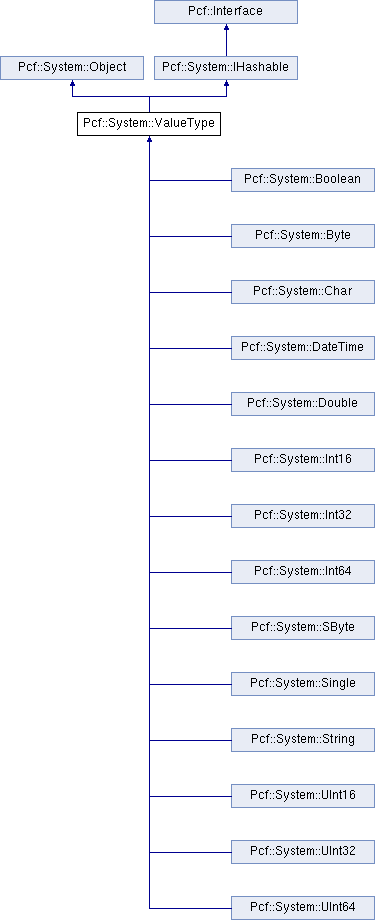 Pcf::Interface
Pcf::System::Object
Pcf::System::IHashable
Pcf::System::ValueType
Pcf::System::Boolean
Pcf::System::Byte
Pcf::System::Char
Pcf::System::DateTime
Pcf::System::Double
Pcf::System::Int16
Pcf::System::Int32
Pcf::System::Int64
Pcf::System::SByte
Pcf::System::Single
Pcf::System::String
Pcf::System::UInt16
Pcf::System::UInt32
Pcf::System::UInt64